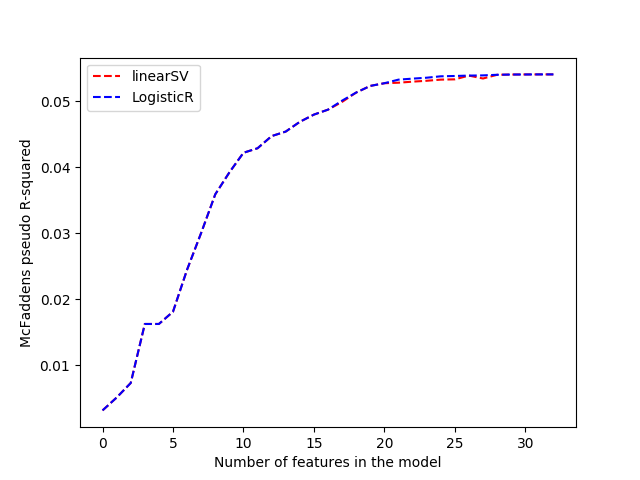 linearSV
LogisticR
0.05
0.04
0.03
0.02
0.01
McFaddens pseudo R-squared
0 5 10 15 20 25 30
Number of features in the model